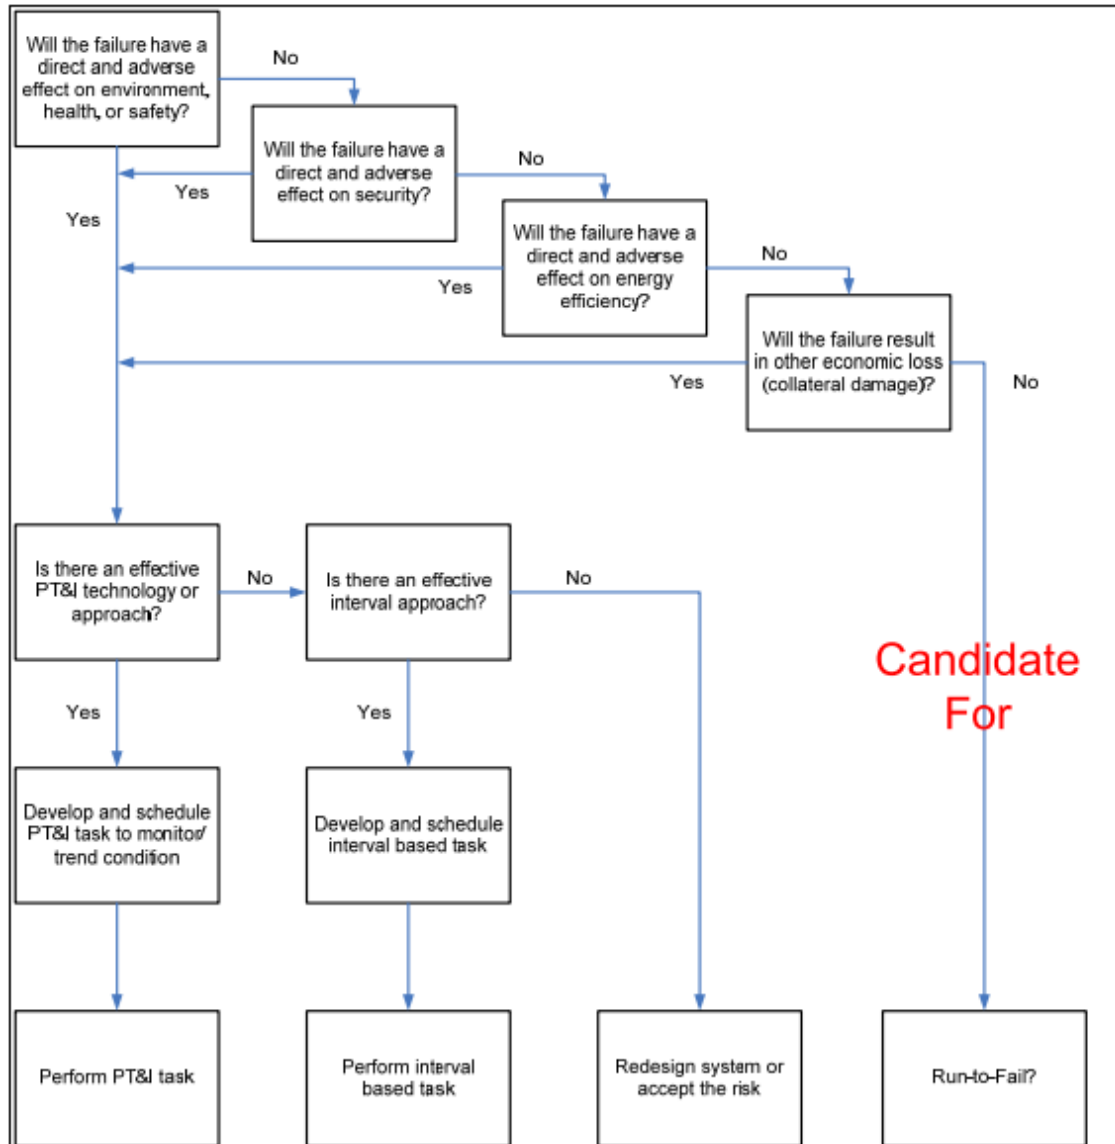 Will the failure have a
direct and adverse
effect on environment,
health, or safety?
No
Will the failure have a
direct and adverse
effect on security?
No
Yes
Yes
Will the failure have a
direct and adverse
effect on energy
efficiency?
No
Yes
Will the failure result
in other economic loss
(collateral damage)?
Yes
No
Is there an effective
PT&I technology or
approach?
No
Is there an effective
interval approach?
No
Candidate
For
Yes
Yes
Develop and schedule
PT&I task to monitor/
trend condition
Develop and schedule
interval based task
Perform PT&I task
Perform interval
based task
Redesign system or
accept the risk
Run-to-Fail?